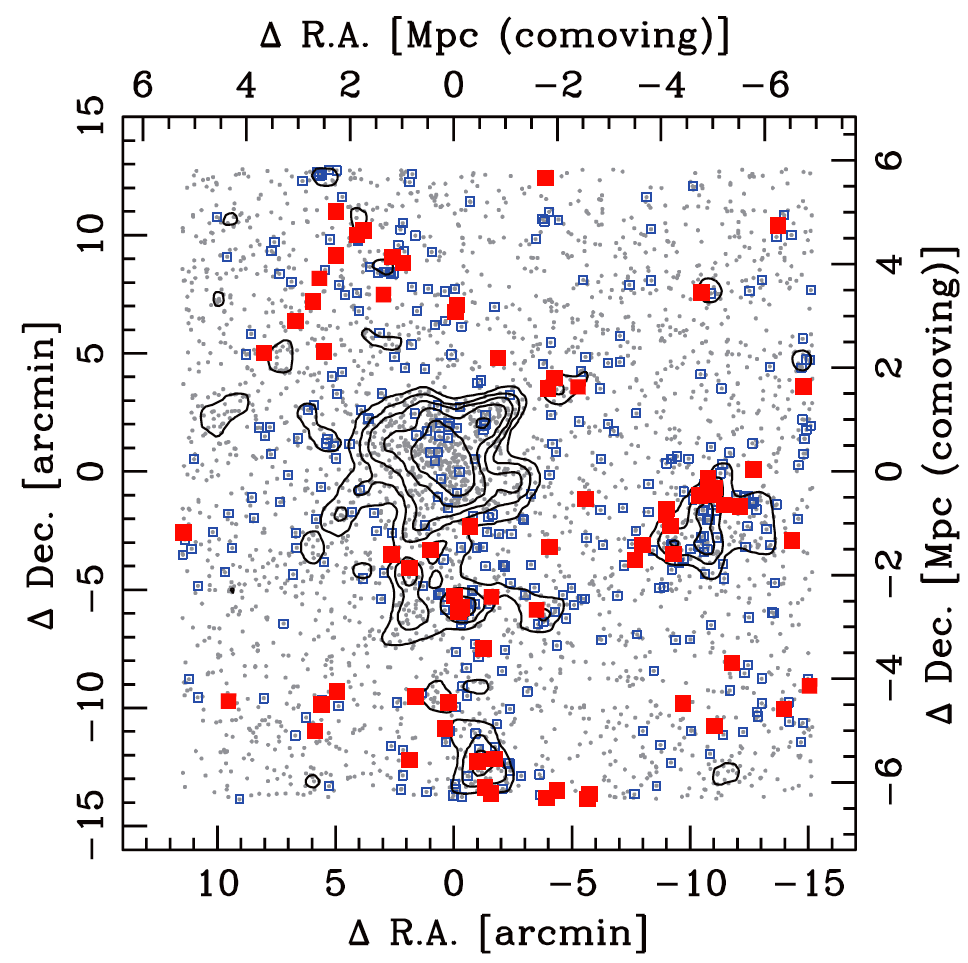 Δ R.A. [Mpc (comoving)]
6 4 2 0 −2 −4 −6
15 10 5 0 −5 −10 −15
Δ Dec. [arcmin]
6 4 2 0 −2 −4 −6
Δ Dec. [Mpc (comoving)]
10 5 0 −5 −10 −15
Δ R.A. [arcmin]